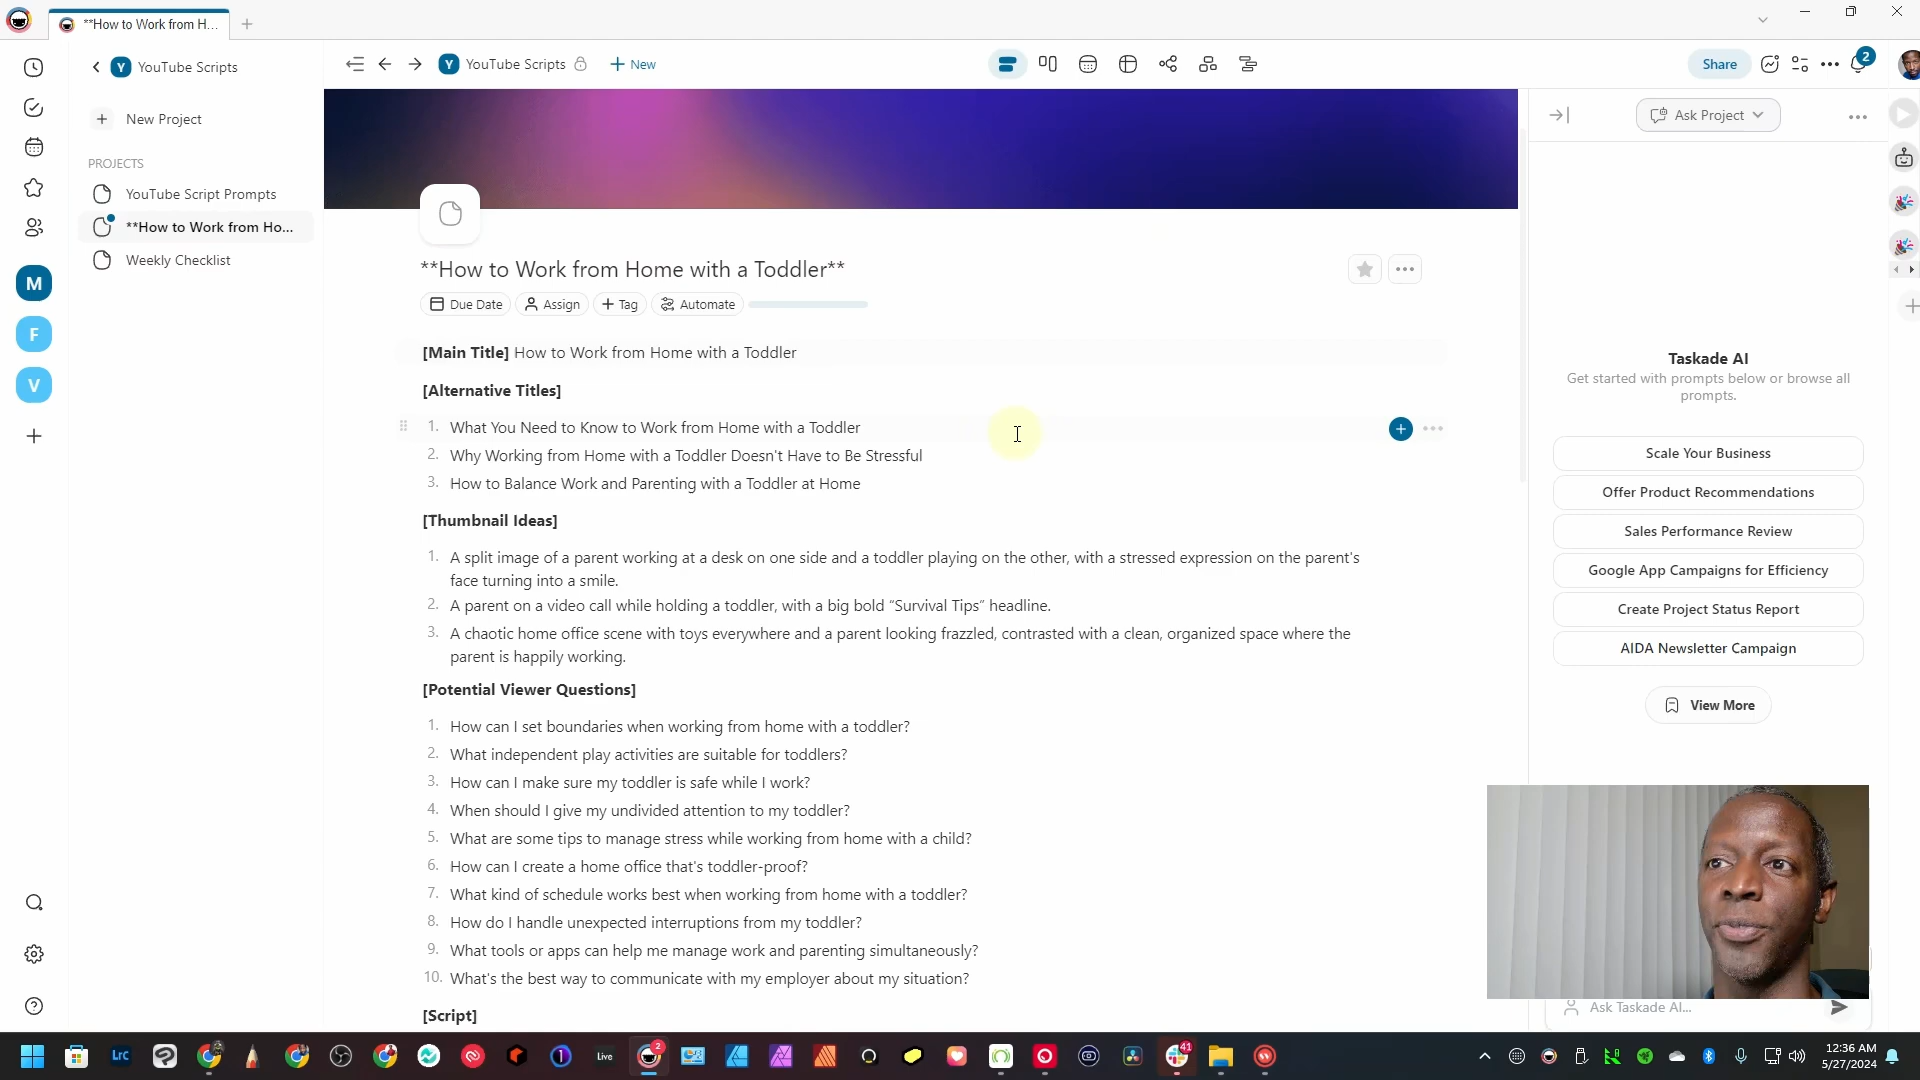 **How to Work from H...
YouTube Scripts
YouTube Scripts
New
Share
2
New Project
PROJECTS
YouTube Script Prompts
**How to Work from Ho...
Weekly Checklist
M
F
V
Y
Y
**How to Work from Home with a Toddler**
Due Date
Assign
Tag
Automate
[Main Title] How to Work from Home with a Toddler
[Alternative Titles]
1. What You Need to Know to Work from Home with a Toddler
2. Why Working from Home with a Toddler Doesn't Have to Be Stressful
3. How to Balance Work and Parenting with a Toddler at Home
[Thumbnail Ideas]
1. A split image of a parent working at a desk on one side and a toddler playing on the other, with a stressed expression on the parent's
face turning into a smile.
2. A parent on a video call while holding a toddler, with a big bold “Survival Tips” headline.
3. A chaotic home office scene with toys everywhere and a parent looking frazzled, contrasted with a clean, organized space where the
parent is happily working.
[Potential Viewer Questions]
1. How can I set boundaries when working from home with a toddler?
2. What independent play activities are suitable for toddlers?
3. How can I make sure my toddler is safe while I work?
4. When should I give my undivided attention to my toddler?
5. What are some tips to manage stress while working from home with a child?
6. How can I create a home office that's toddler-proof?
7. What kind of schedule works best when working from home with a toddler?
8. How do I handle unexpected interruptions from my toddler?
9. What tools or apps can help me manage work and parenting simultaneously?
10. What's the best way to communicate with my employer about my situation?
[Script]
Ask Project
Taskade AI
Get started with prompts below or browse all
prompts.
Scale Your Business
Offer Product Recommendations
Sales Performance Review
Google App Campaigns for Efficiency
Create Project Status Report
AIDA Newsletter Campaign
View More
Ask Taskade AI...
Lrc
Live
2
41
12:36 AM
5/27/2024